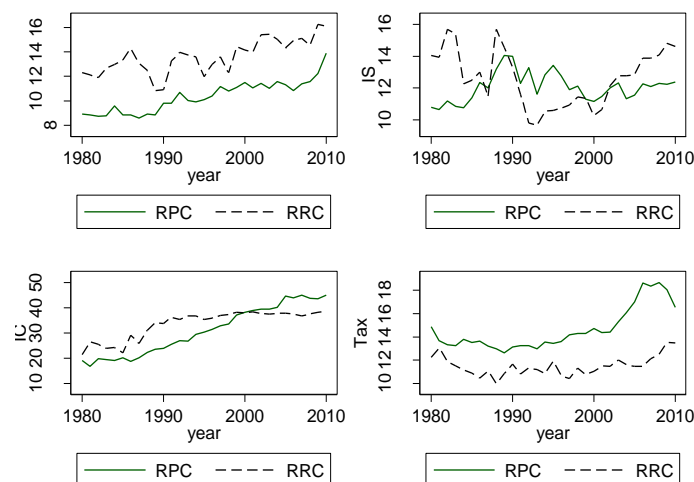 8 10 12 14 16
1980 1990 2000 2010
year
RPC RRC
IS
10 12 14 16
1980 1990 2000 2010
year
RPC RRC
IC
10 20 30 40 50
1980 1990 2000 2010
year
RPC RRC
Tax
10 12 14 16 18
1980 1990 2000 2010
year
RPC RRC